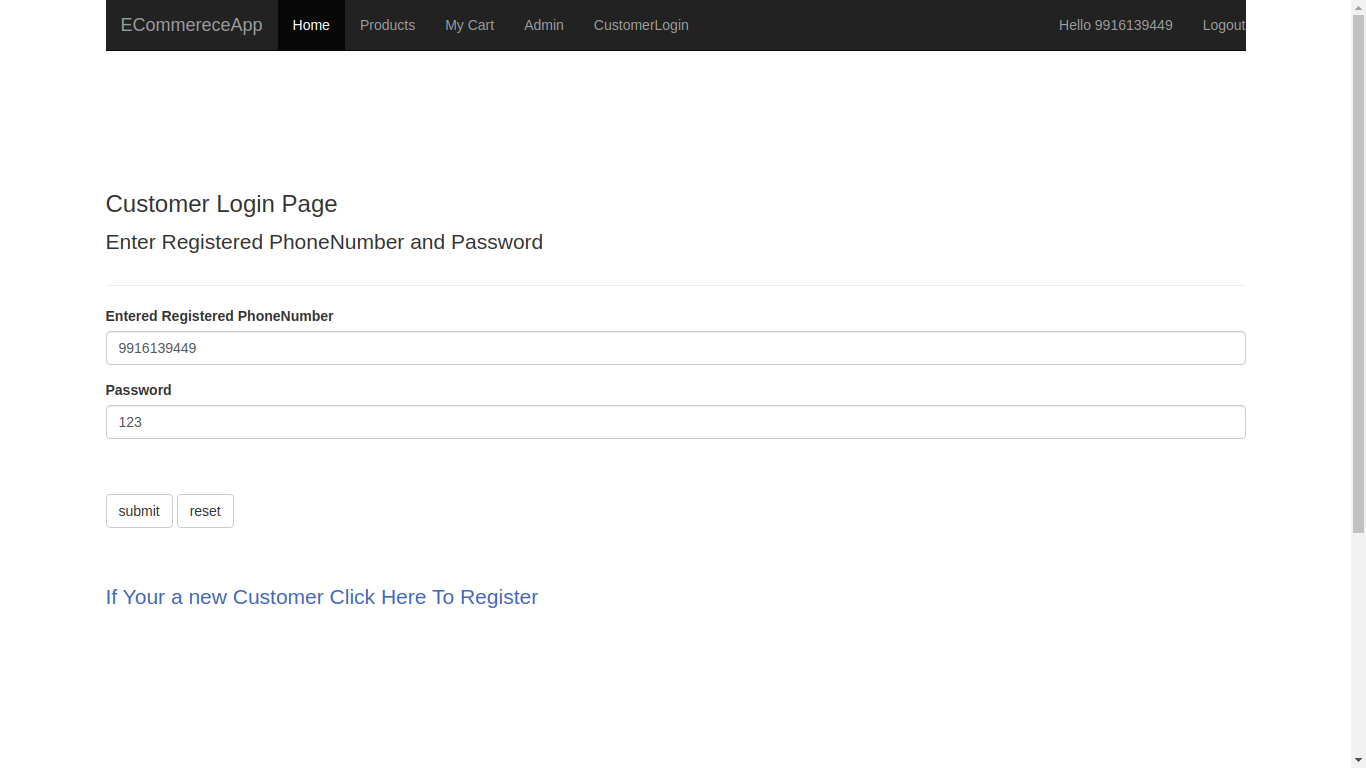 ECommereceApp Home Products My Cart Admin CustomerLogin Hello 9916139449 Logout
Customer Login Page
Enter Registered PhoneNumber and Password
Entered Registered PhoneNumber
9916139449
Password
123
submit reset
If Your a new Customer Click Here To Register